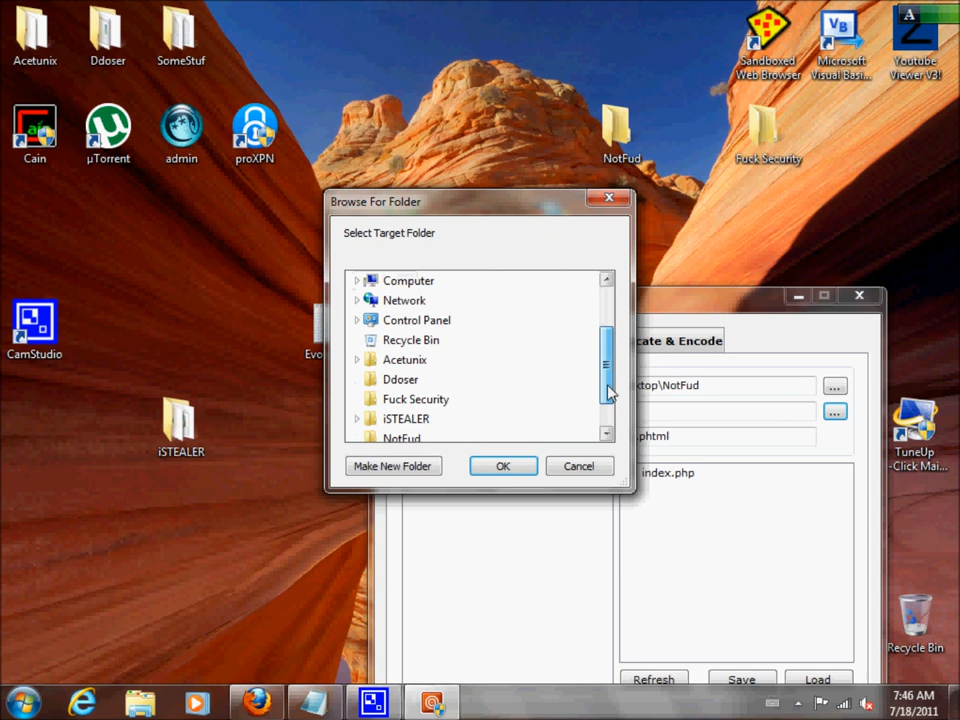 Acetunix
Ddoser
SomeStuf
Sandboxed
Web Browser
VB
Microsoft
Visual Basi...
A
Youtube
Viewer V3!
Cain
µTorrent
admin
proXPN
NotFud
Fuck Security
Browse For Folder
Select Target Folder
Computer
Network
Control Panel
Recycle Bin
Acetunix
Ddoser
Fuck Security
iSTEALER
NotFud
Make New Folder
OK
Cancel
CamStudio
Evo
iSTEALER
cate & Encode
ktop\NotFud
...
...
phtml
index.php
Refresh
Save
Load
TuneUp
-Click Mai...
Recycle Bin
7:46 AM
7/18/2011